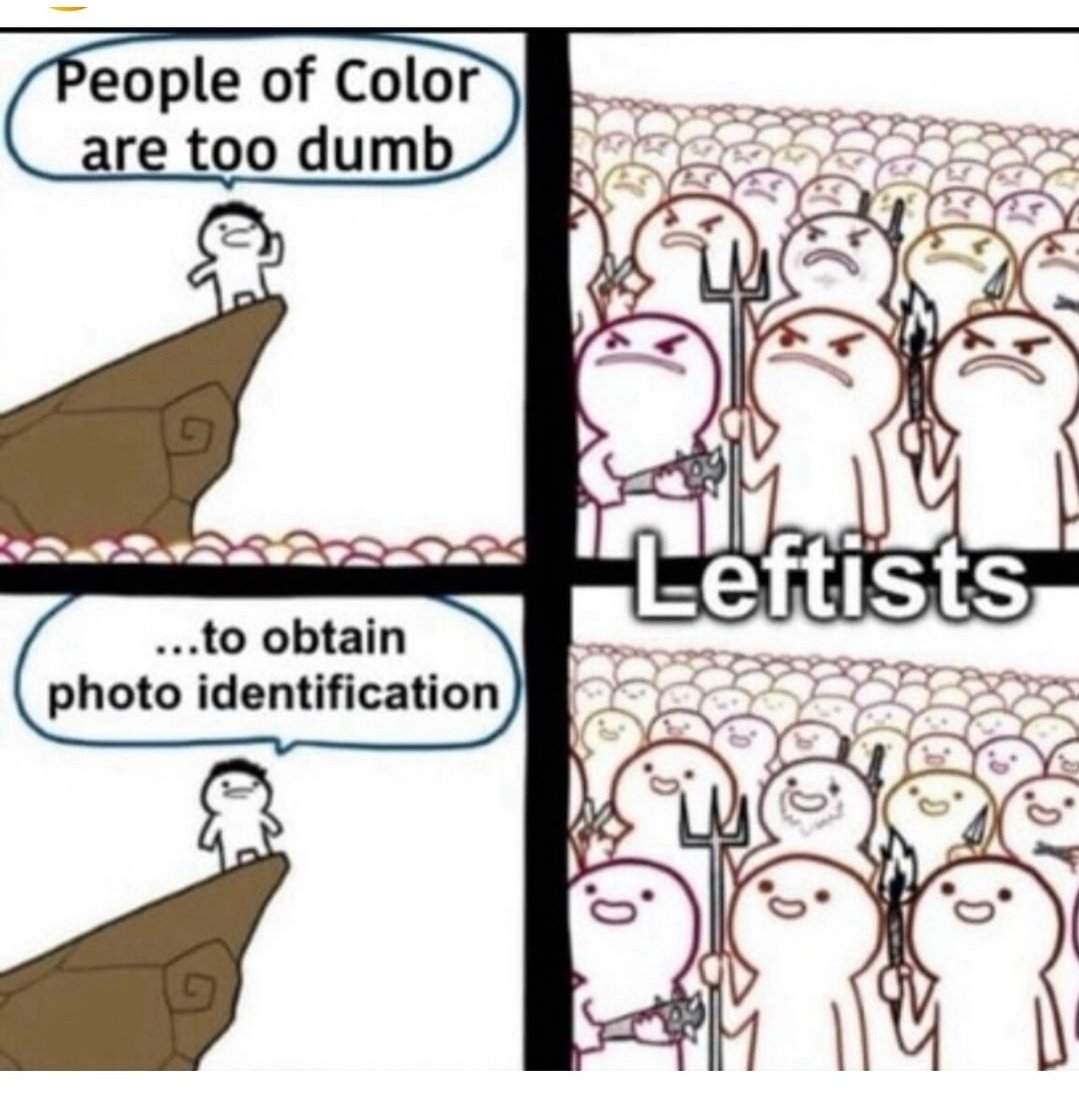 People of Color
are too dumb
Leftists
...to obtain
photo identification